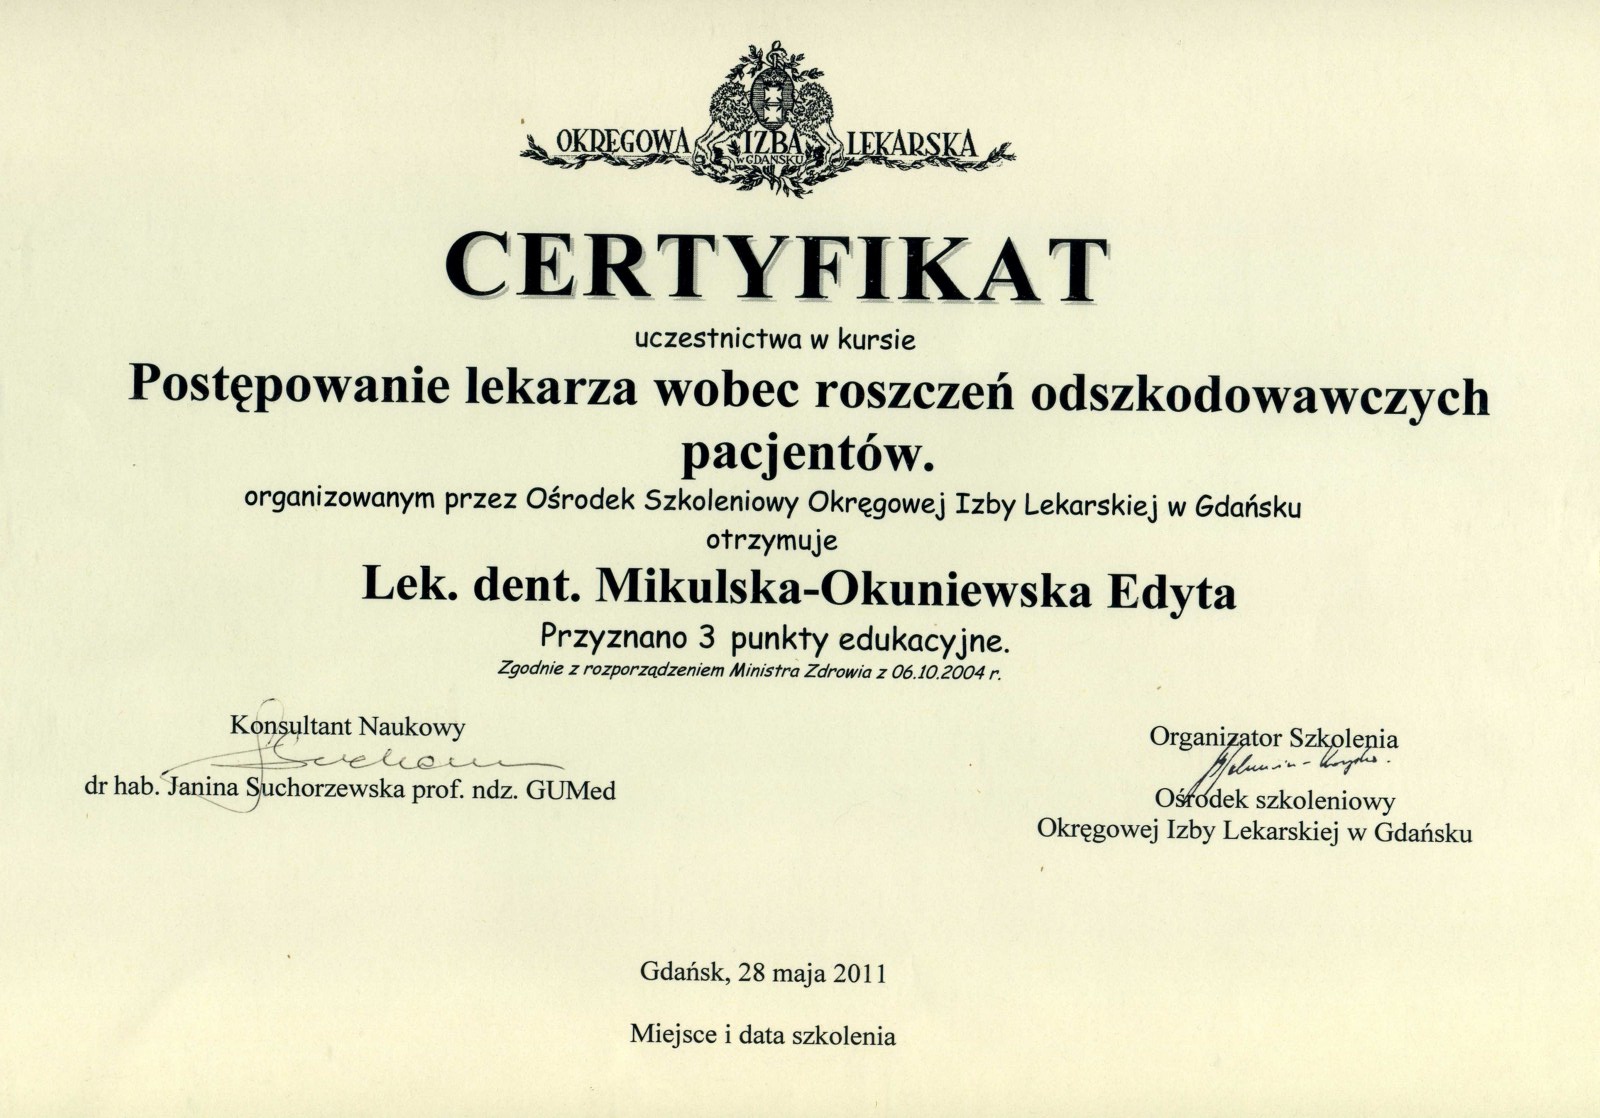 OKRĘGOWA IZBA LEKARSKA
W GDAŃSKU
CERTYFIKAT
uczestnictwa w kursie
Postępowanie lekarza wobec roszczeń odszkodowawczych
pacjentów.
organizowanym przez Ośrodek Szkoleniowy Okręgowej Izby Lekarskiej w Gdańsku
otrzymuje
Lek. dent. Mikulska-Okuniewska Edyta
Przyznano 3 punkty edukacyjne.
Zgodnie z rozporządzeniem Ministra Zdrowia z 06.10.2004 r.
Konsultant Naukowy
dr hab. Janina Suchorzewska prof. ndz. GUMed
Organizator Szkolenia
Ośrodek szkoleniowy
Okręgowej Izby Lekarskiej w Gdańsku
Gdańsk, 28 maja 2011
Miejsce i data szkolenia